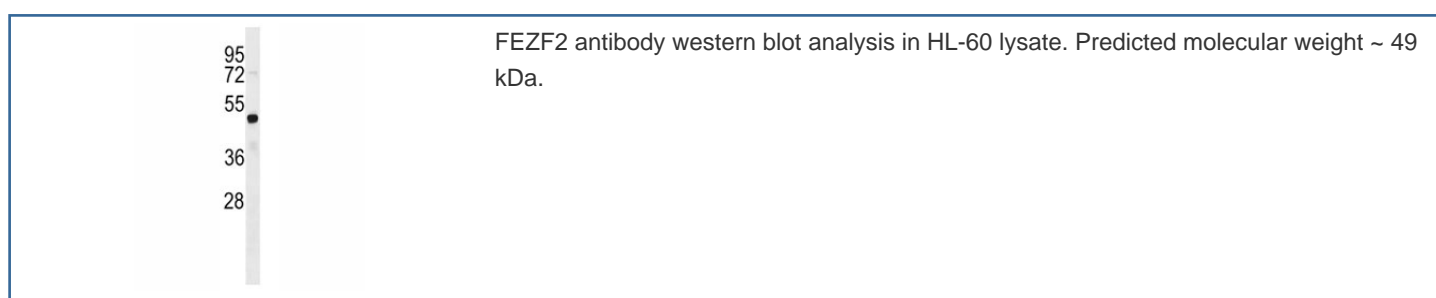 95
72
55
36
28
FEZF2 antibody western blot analysis in HL-60 lysate. Predicted molecular weight ~ 49
kDa.